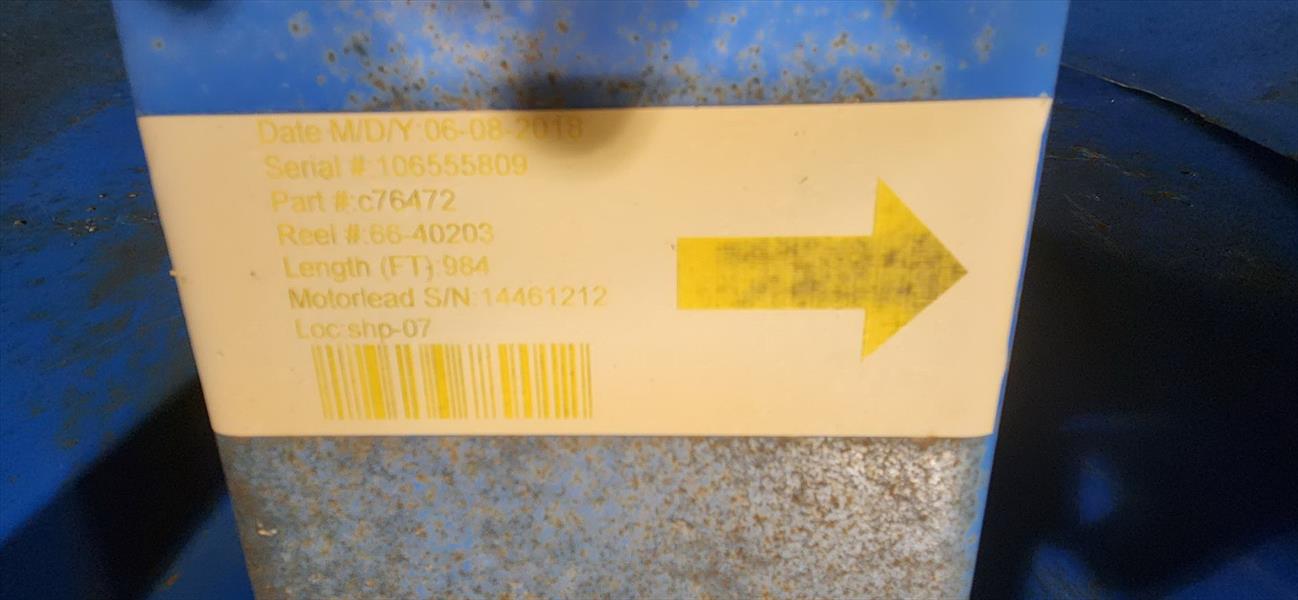 Date M/D/Y:06-08-2018
Serial #:106555809
Part #:c76472
Reel #:66-40203
Length (FT):984
Motorlead S/N:14461212
Loc:shp-07